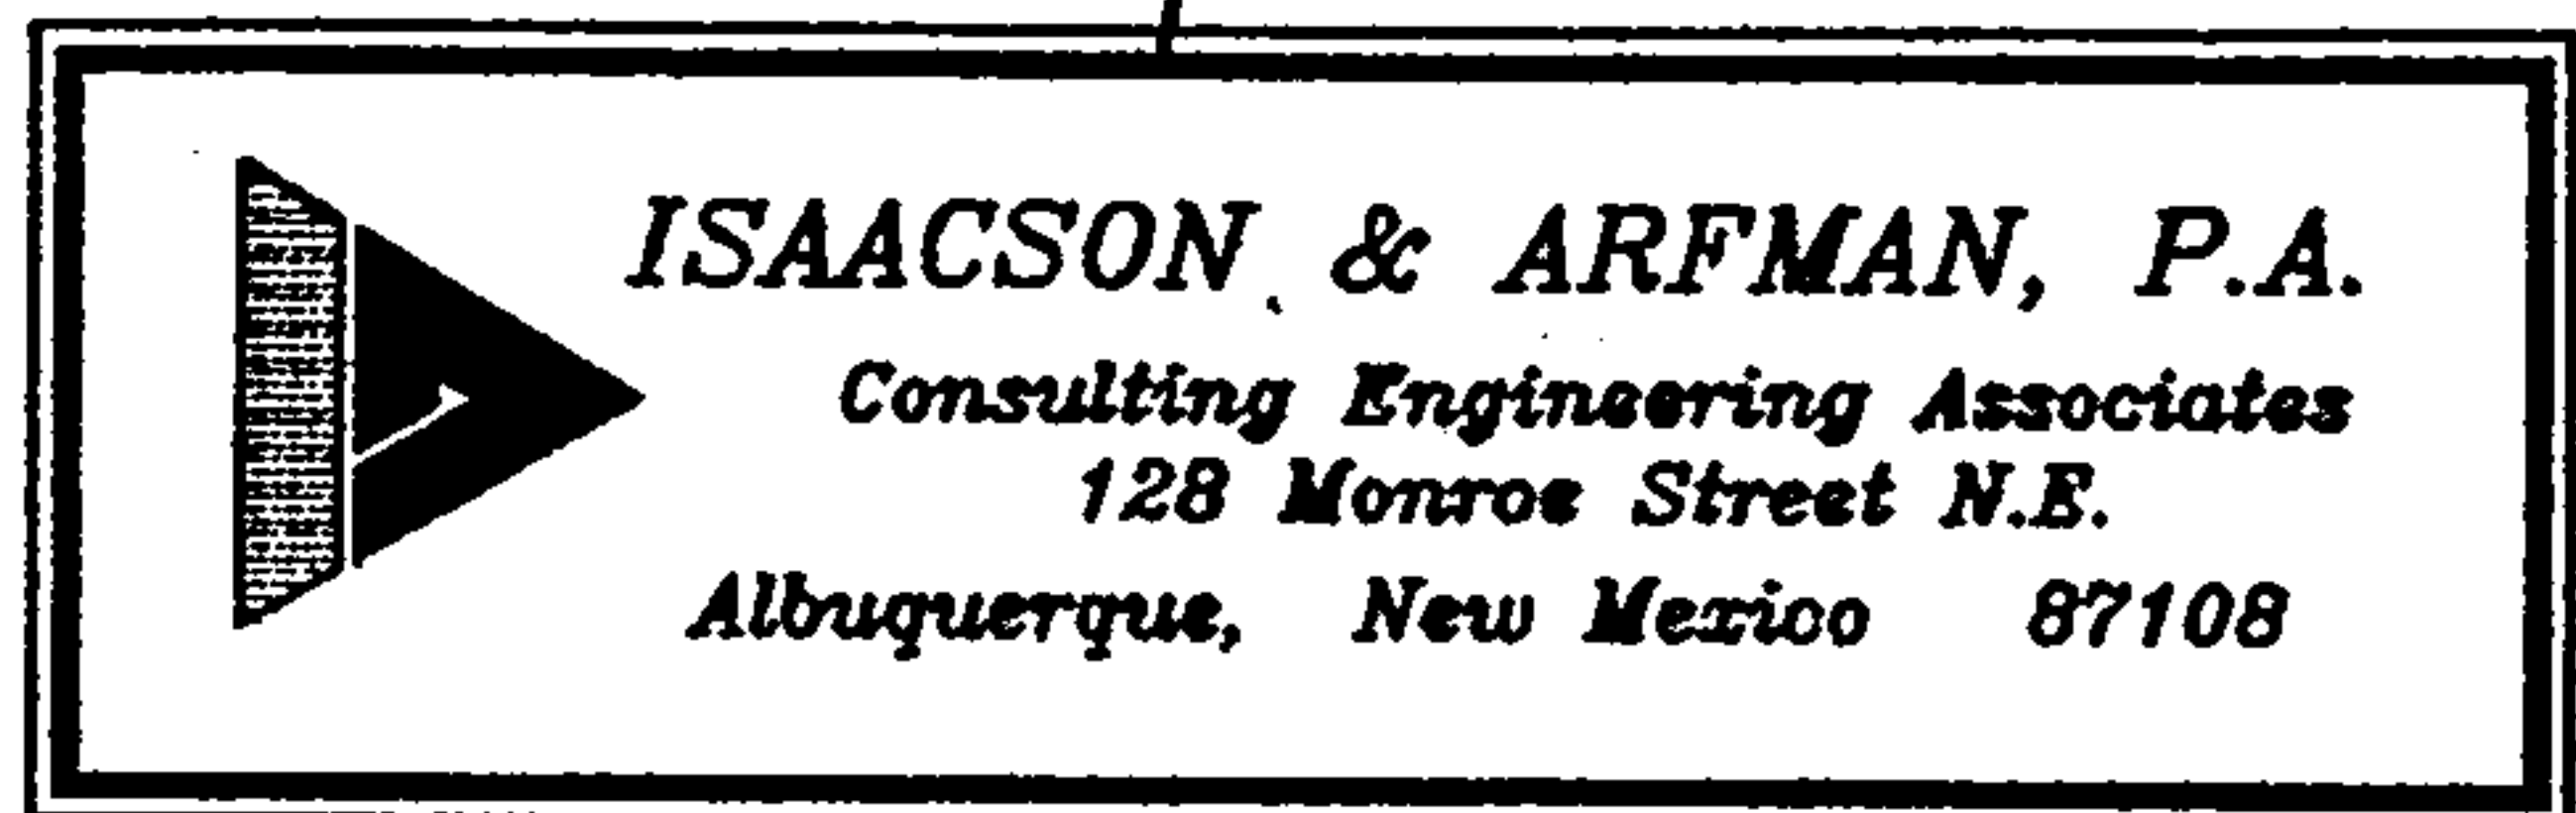 ISAACSON & ARFMAN, P.A.
Consulting Engineering Associates
128 Monroe Street N.E.
Albuquerque, New Mexico 87108